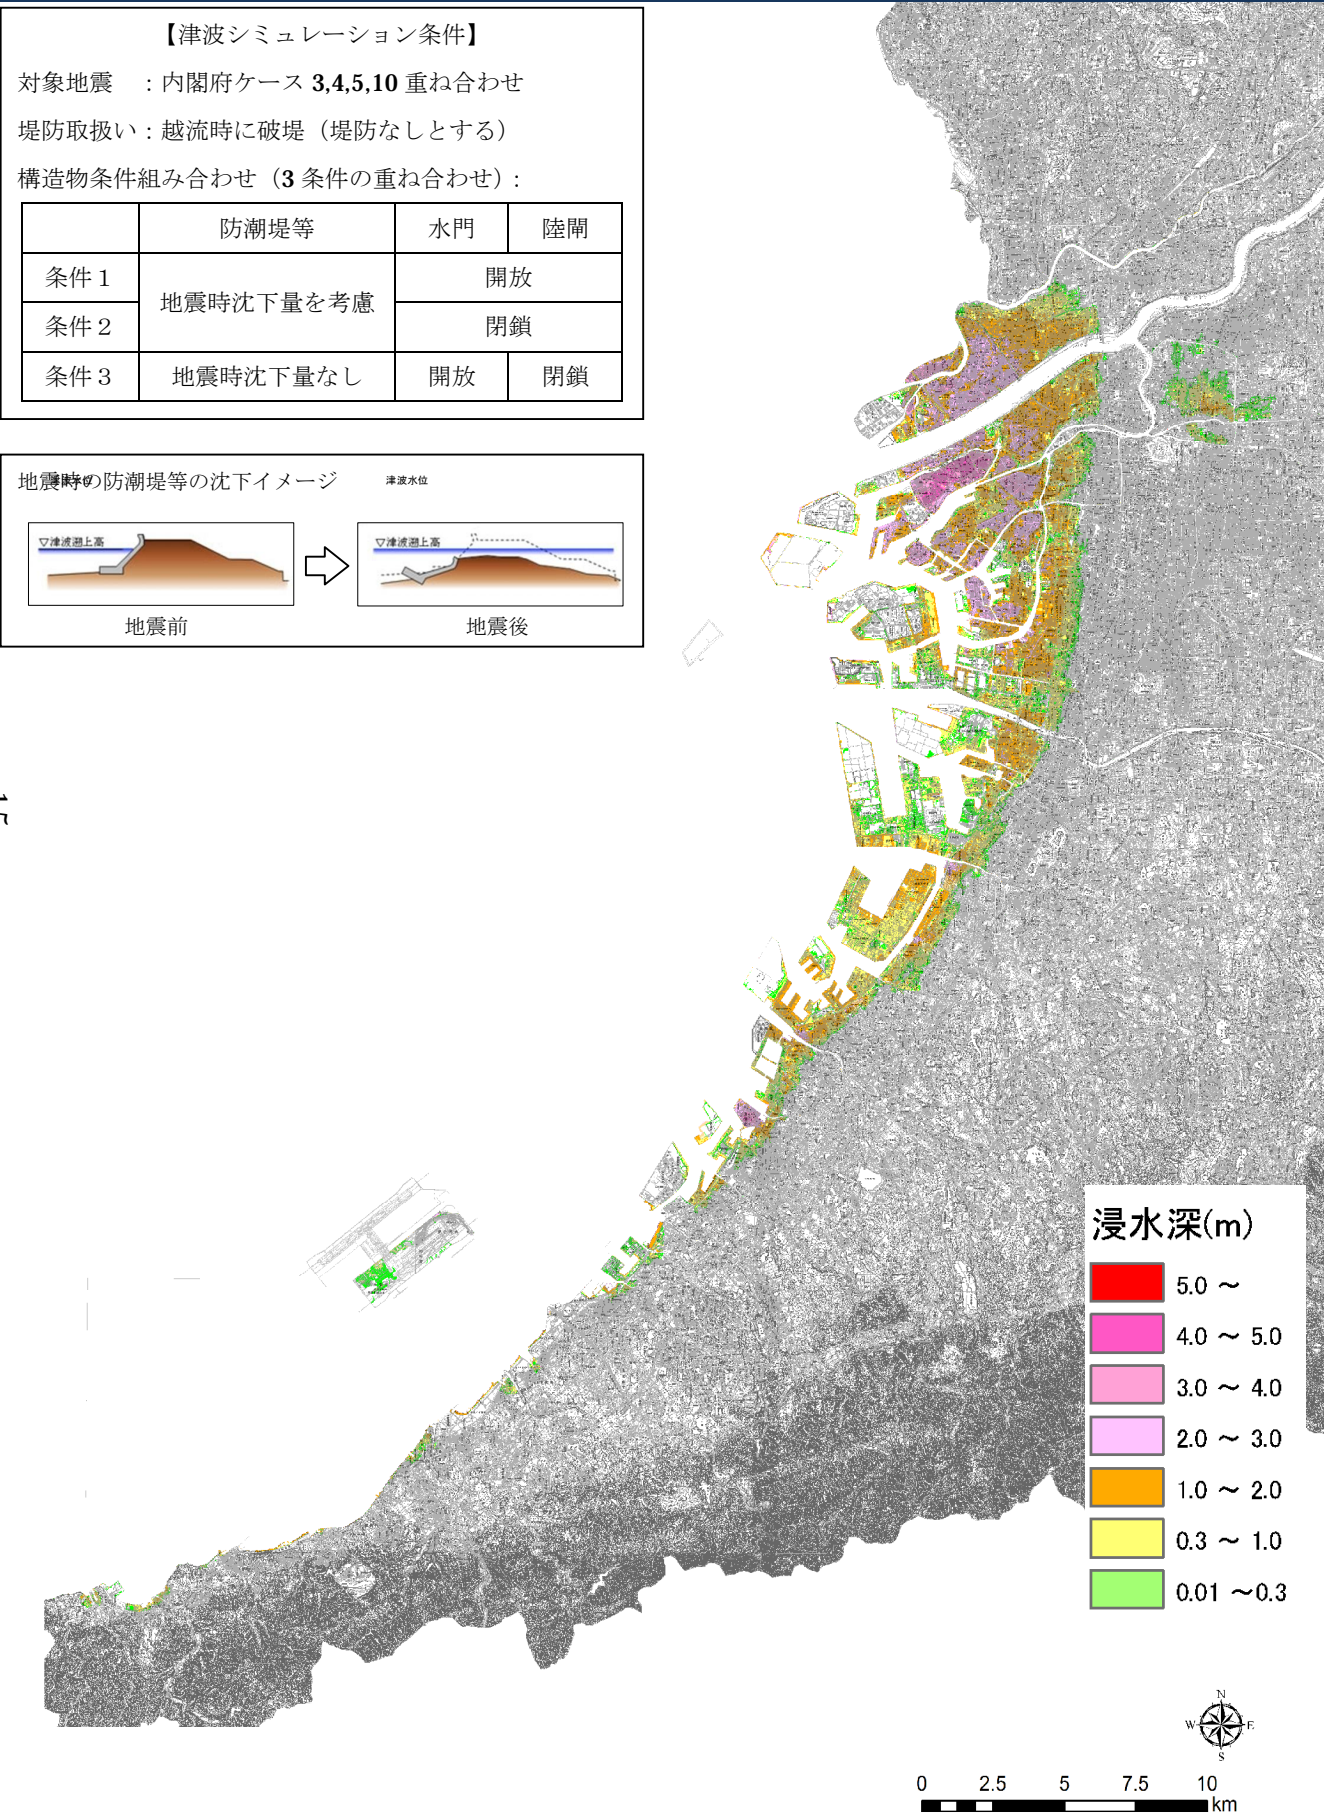 【津波シミュレーション条件】
対象地震 :内閣府ケース 3,4,5,10 重ね合わせ
堤防取扱い:越流時に破堤(堤防なしとする)
構造物条件組み合わせ(3 条件の重ね合わせ):
防潮堤等 水門 陸閘
条件1 地震時沈下量を考慮 開放
条件2 閉鎖
条件3 地震時沈下量なし 開放 閉鎖
地震時の防潮堤等の沈下イメージ
津波水位
▽津波遡上高
▽津波遡上高
地震前
地震後
浸水深(m)
5.0 ~
4.0 ~ 5.0
3.0 ~ 4.0
2.0 ~ 3.0
1.0 ~ 2.0
0.3 ~ 1.0
0.01 ~0.3
N
W E
S
0 2.5 5 7.5 10
km